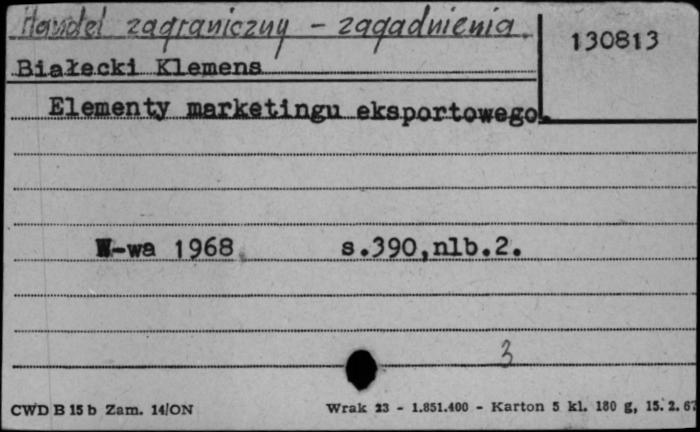 Handel zagraniczny - zagadnienia.
130813
Białecki Klemens
Elementy marketingu eksportowego.
W-wa 1968 s.390,nlb.2.
3
CWD B 15 b Zam. 14/ON Wrak 23 - 1.851.400 - Karton 5 kl. 180 g, 15. 2. 67